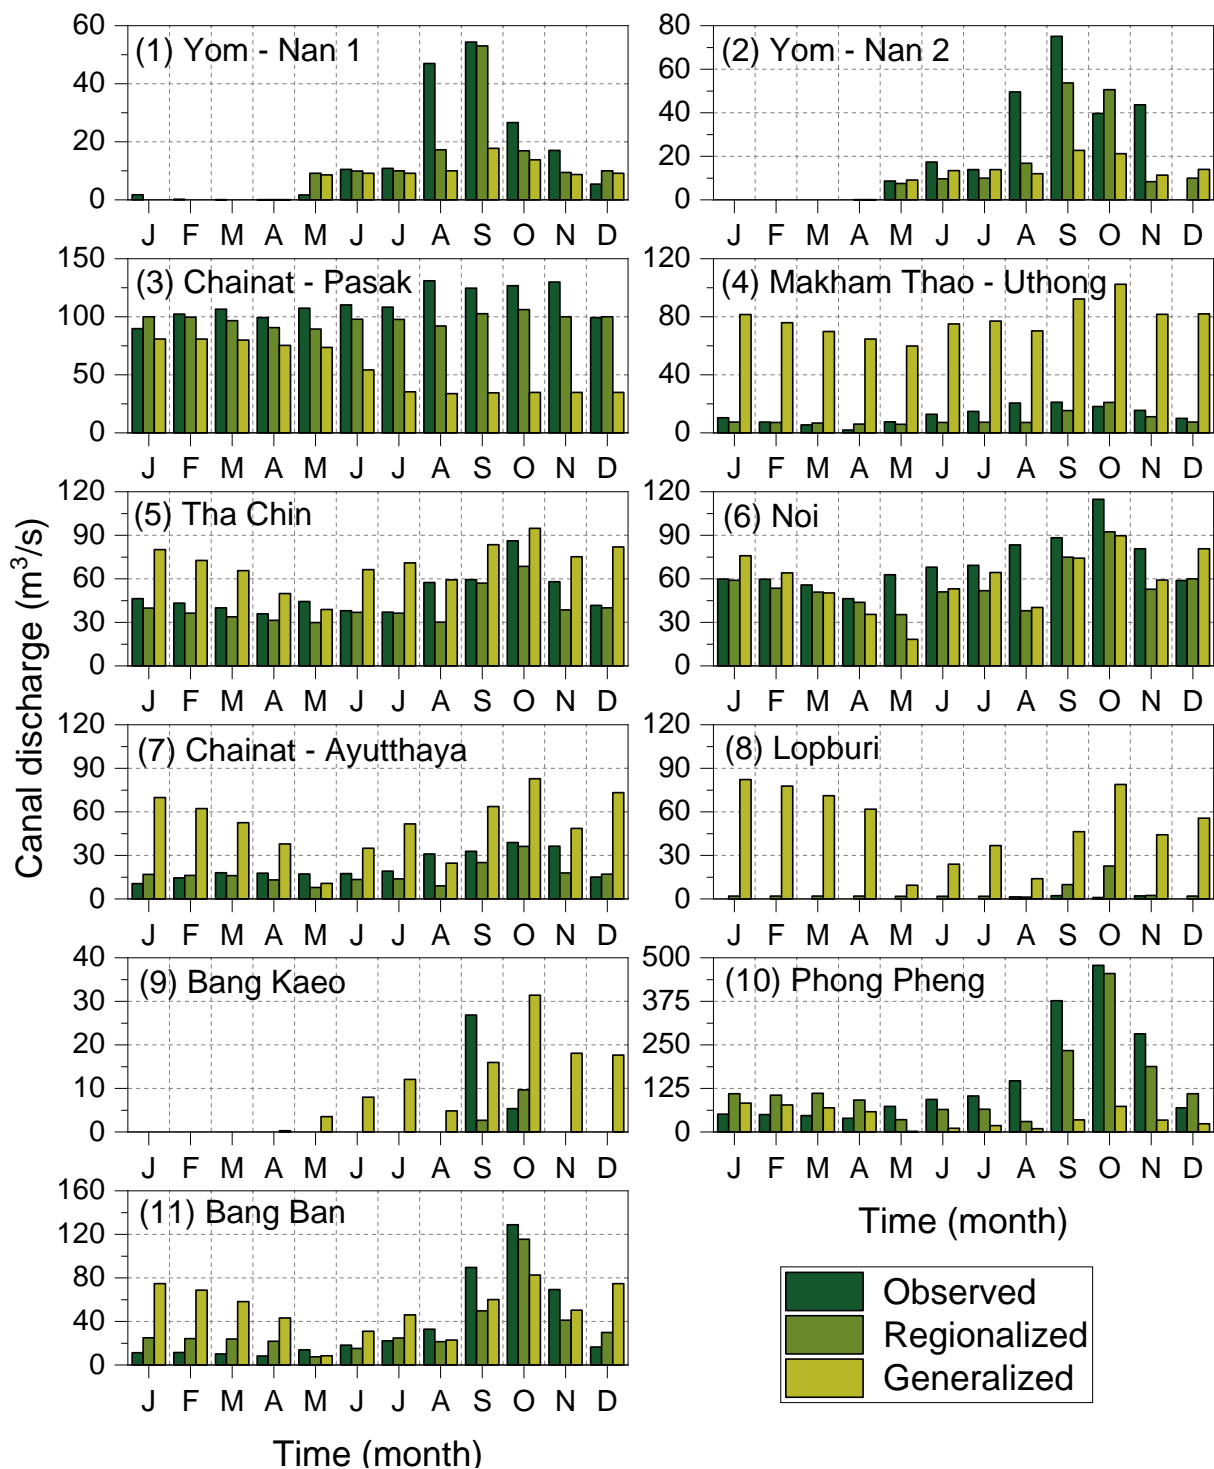 (1) Yom - Nan 1
60
40
20
0
J F M A M J J A S O N D
(2) Yom - Nan 2
80
60
40
20
0
J F M A M J J A S O N D
(3) Chainat - Pasak
150
100
50
0
J F M A M J J A S O N D
(4) Makham Thao - Uthong
120
80
40
0
J F M A M J J A S O N D
(5) Tha Chin
120
90
60
30
0
J F M A M J J A S O N D
(6) Noi
120
90
60
30
0
J F M A M J J A S O N D
(7) Chainat - Ayutthaya
120
90
60
30
0
J F M A M J J A S O N D
(8) Lopburi
120
90
60
30
0
J F M A M J J A S O N D
(9) Bang Kaeo
40
30
20
10
0
J F M A M J J A S O N D
(10) Phong Pheng
500
375
250
125
0
J F M A M J J A S O N D
(11) Bang Ban
160
120
80
40
0
J F M A M J J A S O N D
Canal discharge (m³/s)
Time (month)
Time (month)
Observed
Regionalized
Generalized